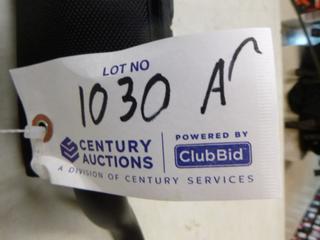 LOT NO
1030 A
CENTURY AUCTIONS
POWERED BY
ClubBid
A DIVISION OF CENTURY SERVICES